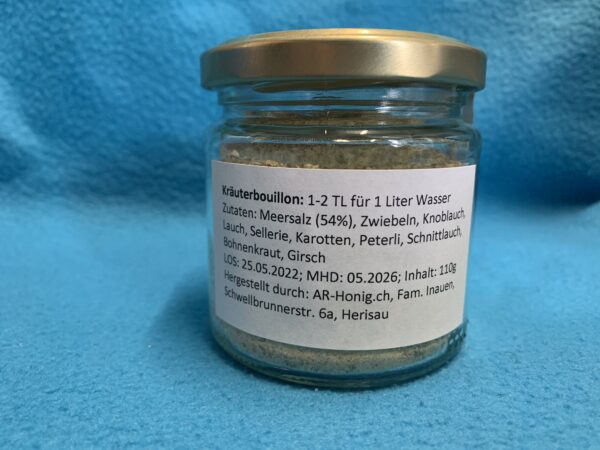 Kräuterbouillon: 1-2 TL für 1 Liter Wasser
Zutaten: Meersalz (54%), Zwiebeln, Knoblauch,
Lauch, Sellerie, Karotten, Peterli, Schnittlauch,
Bohnenkraut, Girsch
LOS: 25.05.2022; MHD: 05.2026; Inhalt: 110g
Hergestellt durch: AR-Honig.ch, Fam. Inauen,
Schwellbrunnerstr. 6a, Herisau